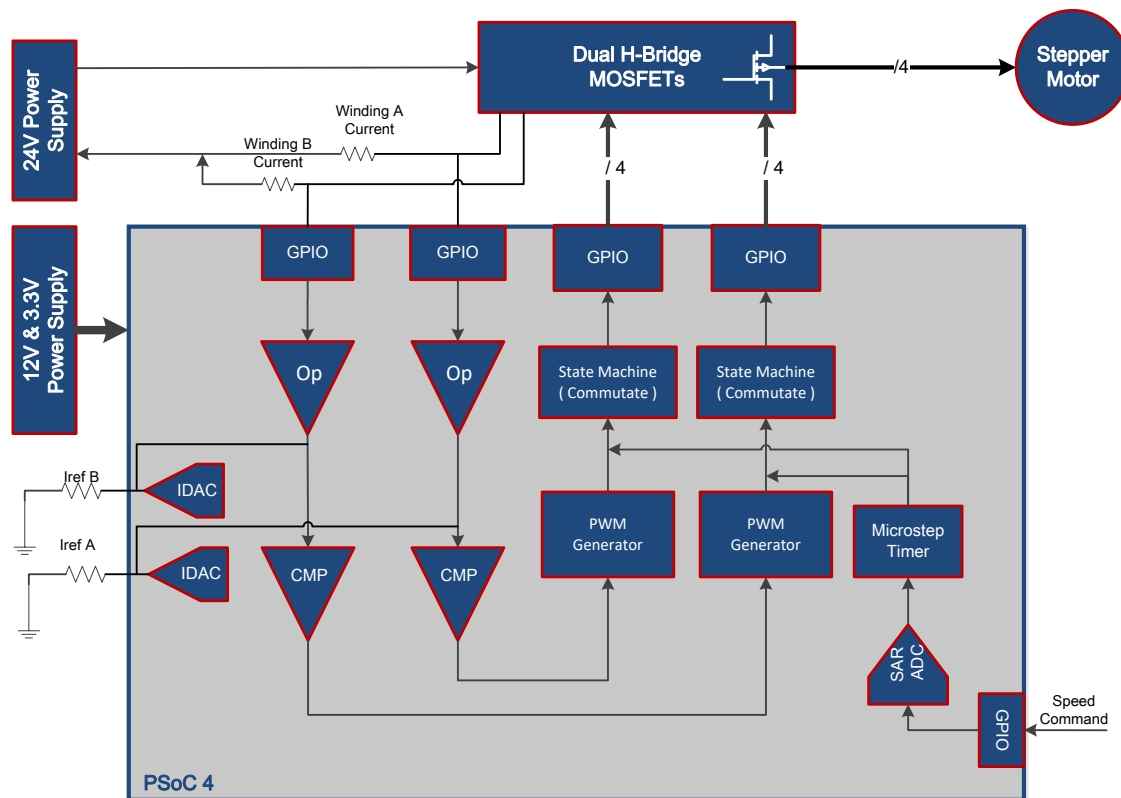 Dual H-Bridge
MOSFETs
/4
Stepper
Motor
24V Power
Supply
Winding A
Current
Winding B
Current
/ 4
/ 4
12V & 3.3V
Power Supply
GPIO
GPIO
GPIO
GPIO
Op
Op
State Machine
( Commutate )
State Machine
( Commutate )
Iref B
IDAC
Iref A
IDAC
CMP
CMP
PWM
Generator
PWM
Generator
Microstep
Timer
SAR
ADC
GPIO
Speed
Command
PSoC 4